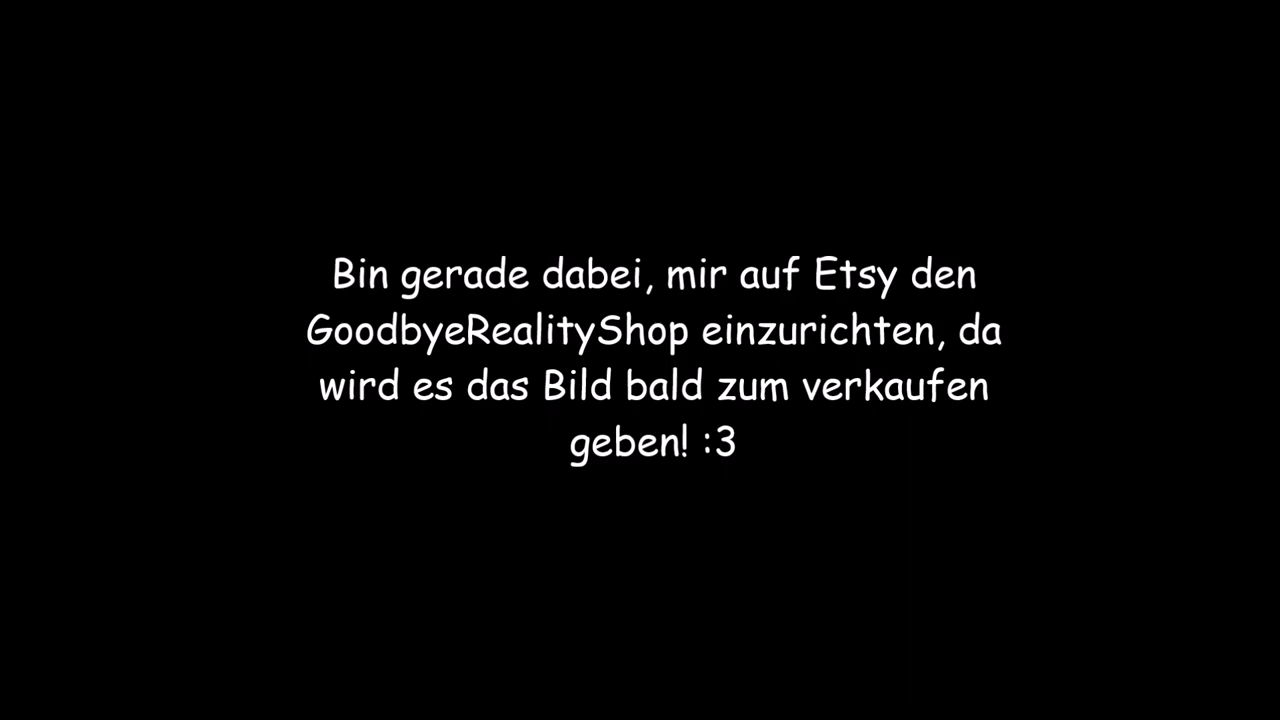 Bin gerade dabei, mir auf Etsy den
GoodbyeRealityShop einzurichten, da
wird es das Bild bald zum verkaufen
geben! :3